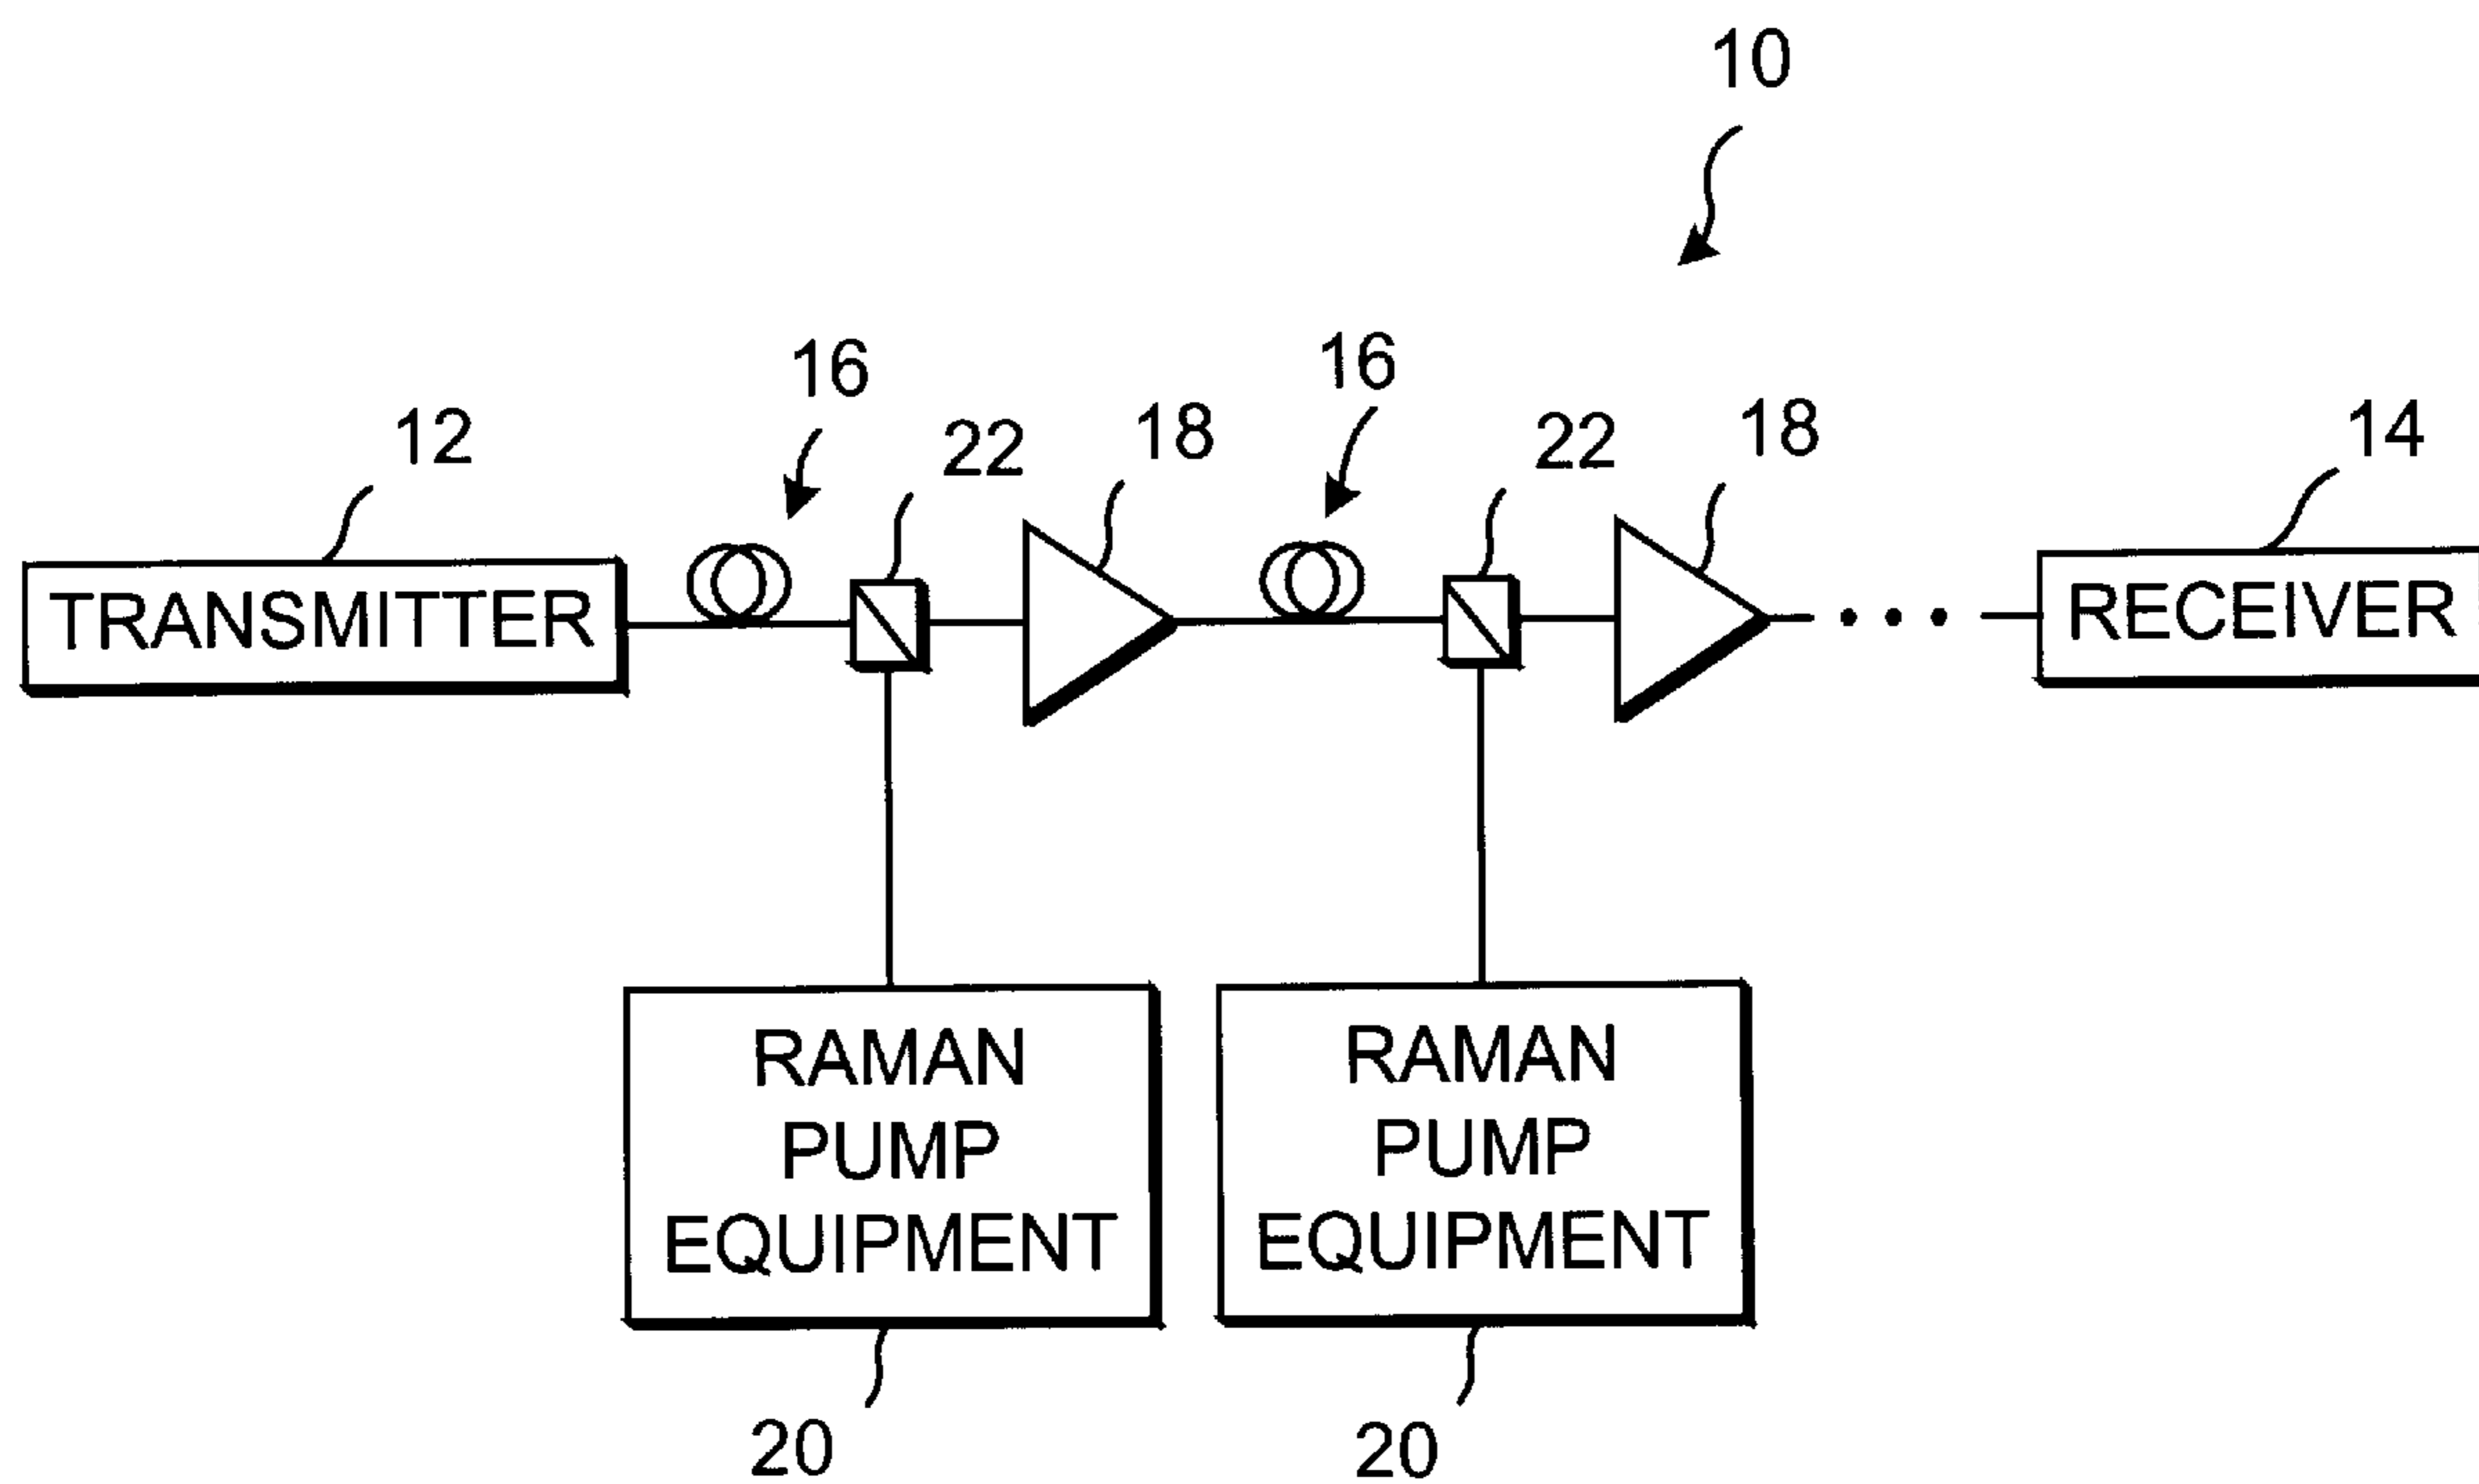 10
16
16
12
22
18
22
18
14
TRANSMITTER
RECEIVER
RAMAN
PUMP
EQUIPMENT
RAMAN
PUMP
EQUIPMENT
20
20